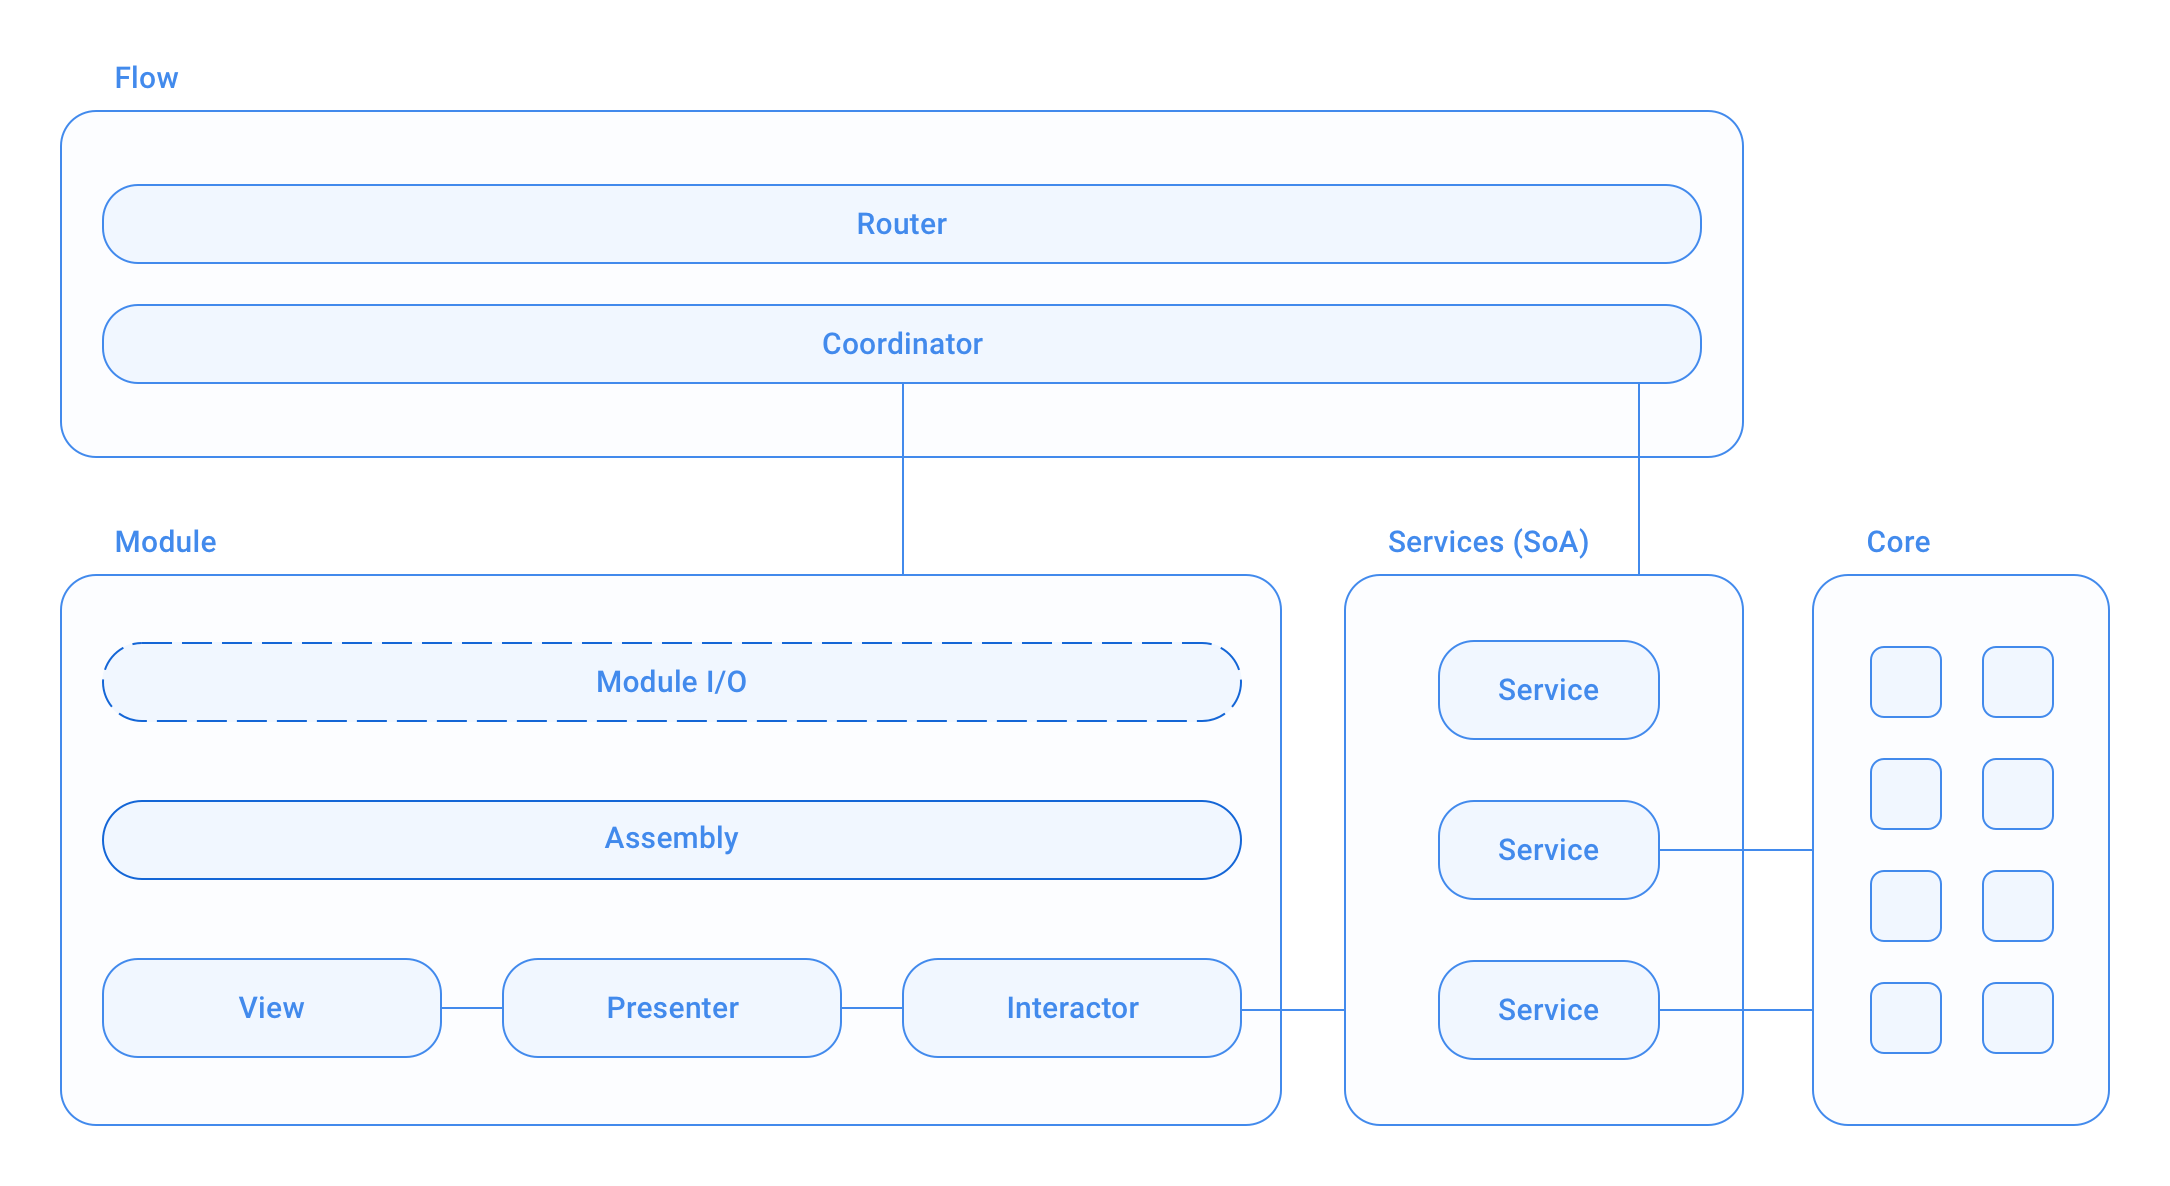 Flow
Router
Coordinator
Module
Services (SoA)
Core
Module I/O
Service
Assembly
Service
View
Presenter
Interactor
Service